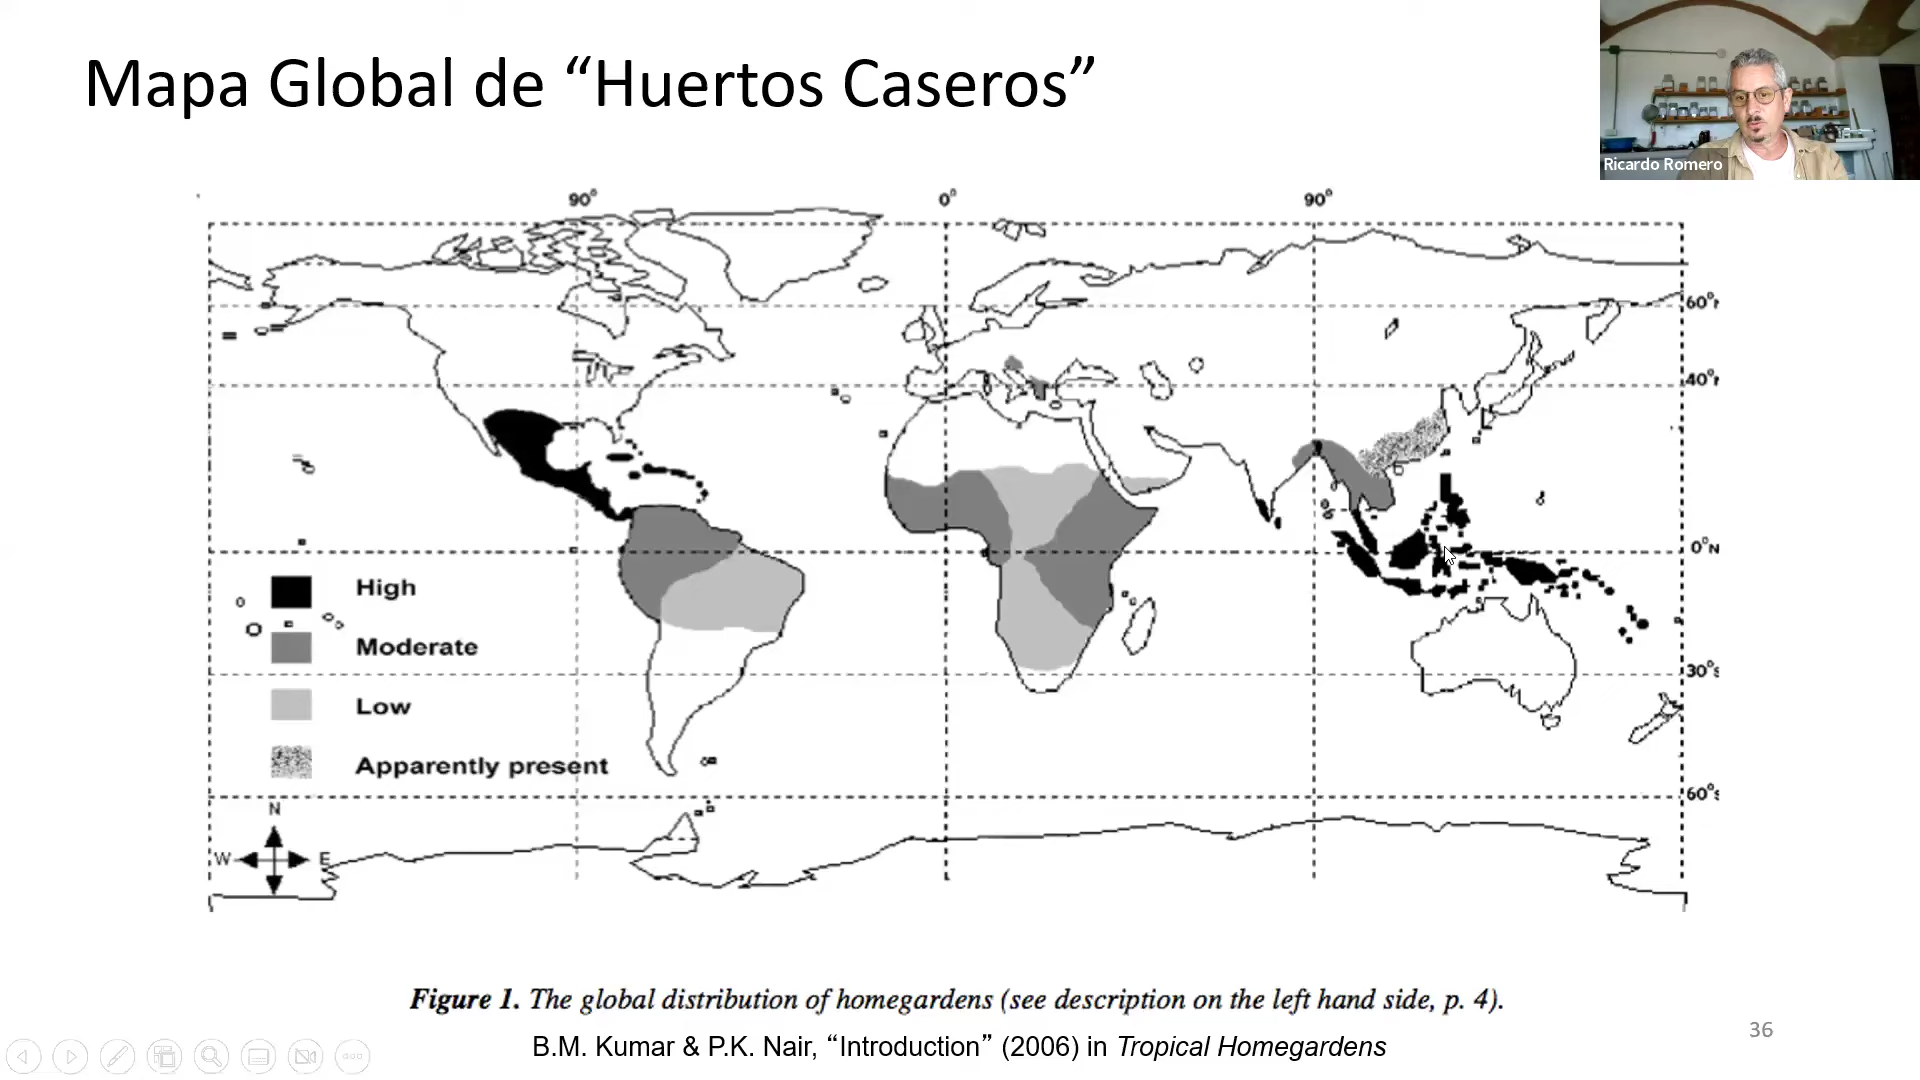 Mapa Global de “Huertos Caseros”
Ricardo Romero
90°
0°
90°
60°
40°
0°N
30°s
60°s
High
Moderate
Low
Apparently present
N
W
E
Figure 1. The global distribution of homegardens (see description on the left hand side, p. 4).
B.M. Kumar & P.K. Nair, “Introduction” (2006) in Tropical Homegardens
36